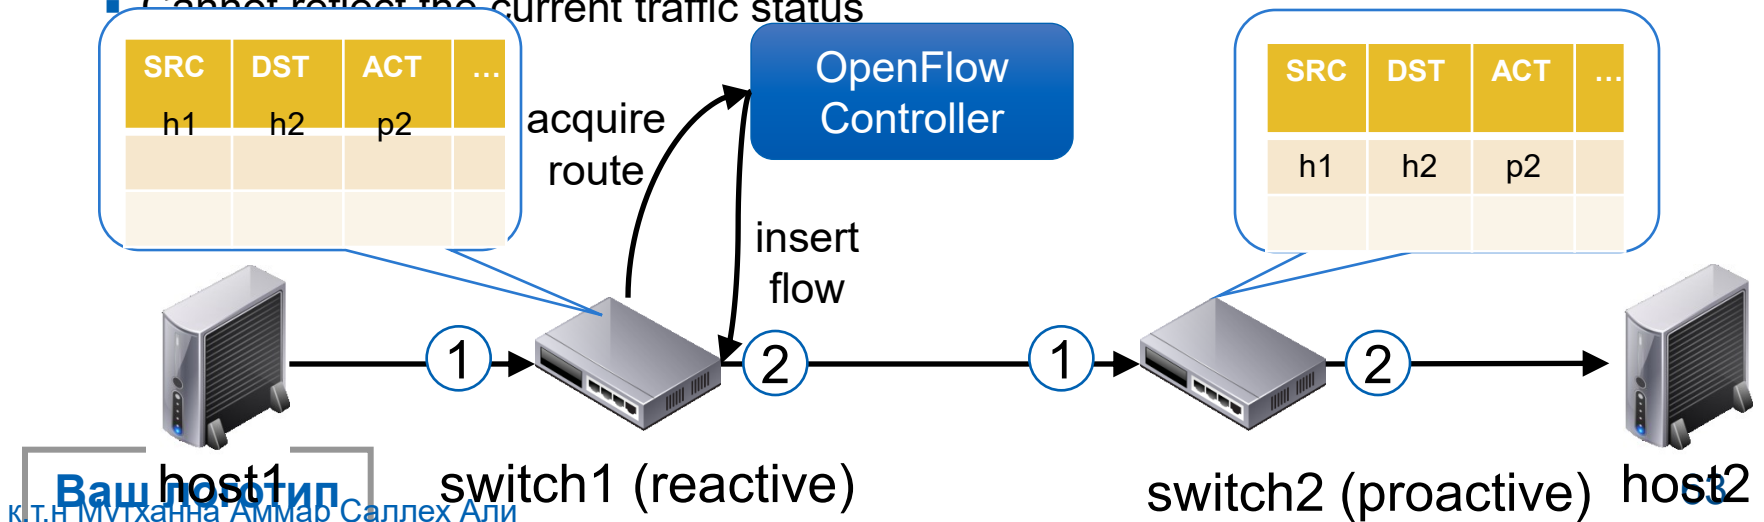 ▪ Cannot reflect the current traffic status
SRC DST ACT ...
h1 h2 p2
acquire
route
OpenFlow
Controller
insert
flow
SRC DST ACT ...
h1 h2 p2
1 2 1 2
host1 switch1 (reactive) switch2 (proactive) host2
Ваш логотип
к.т.н Мутханна Аммар Саллех Али